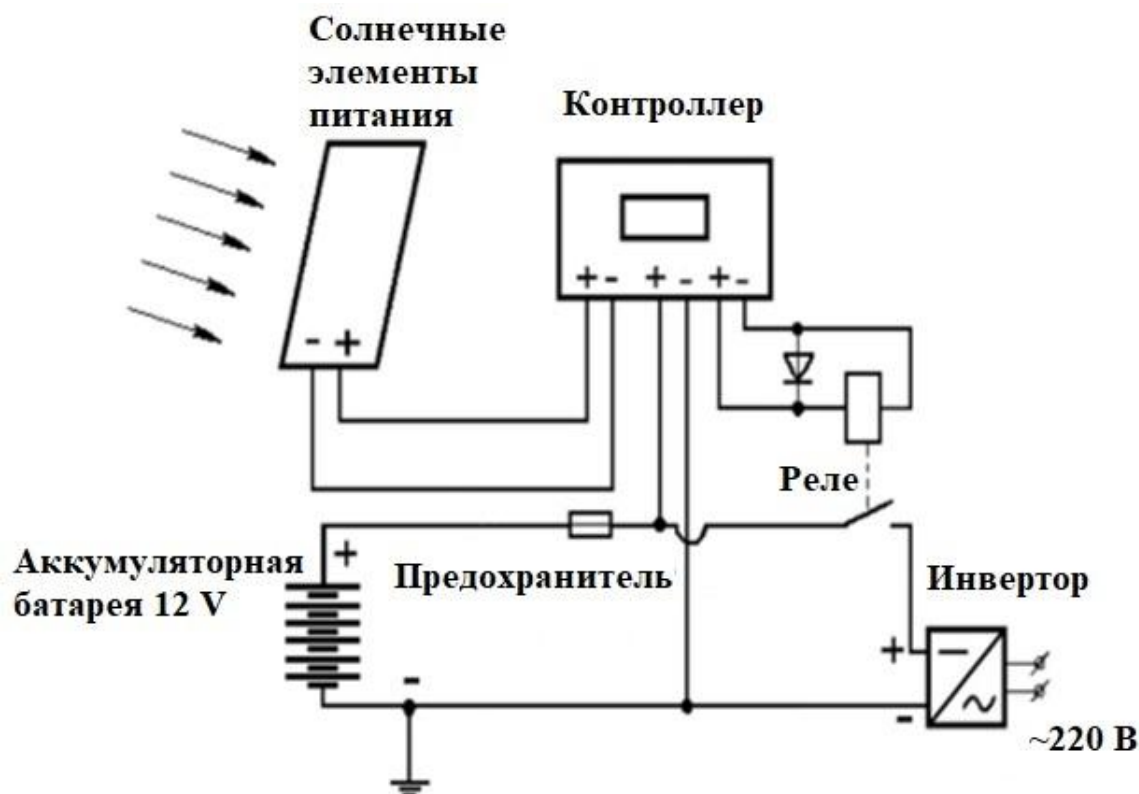 Солнечные
элементы
питания
Контроллер
+ - + - + -
- +
Реле
+
Аккумуляторная
батарея 12 V
Предохранитель
Инвертор
+
-
-
~220 В